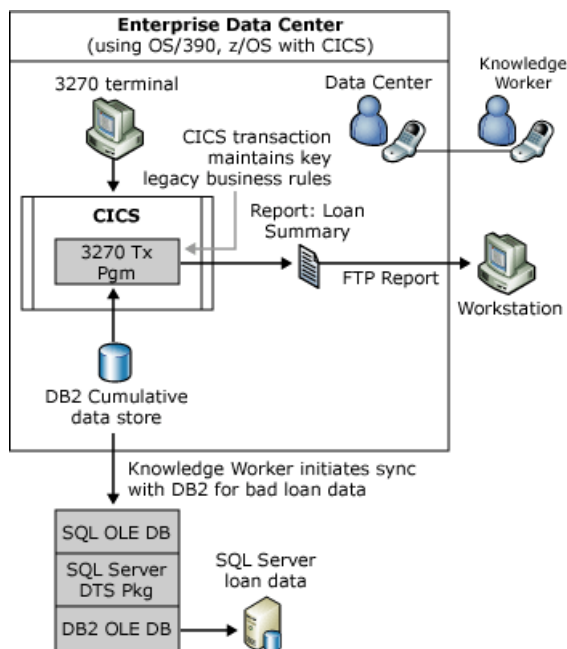 Enterprise Data Center
(using OS/390, z/OS with CICS)
3270 terminal
Data Center
Knowledge
Worker
CICS transaction
maintains key
legacy business rules
CICS
3270 Tx
Pgm
Report: Loan
Summary
FTP Report
Workstation
DB2 Cumulative
data store
Knowledge Worker initiates sync
with DB2 for bad loan data
SQL OLE DB
SQL Server
DTS Pkg
DB2 OLE DB
SQL Server
loan data